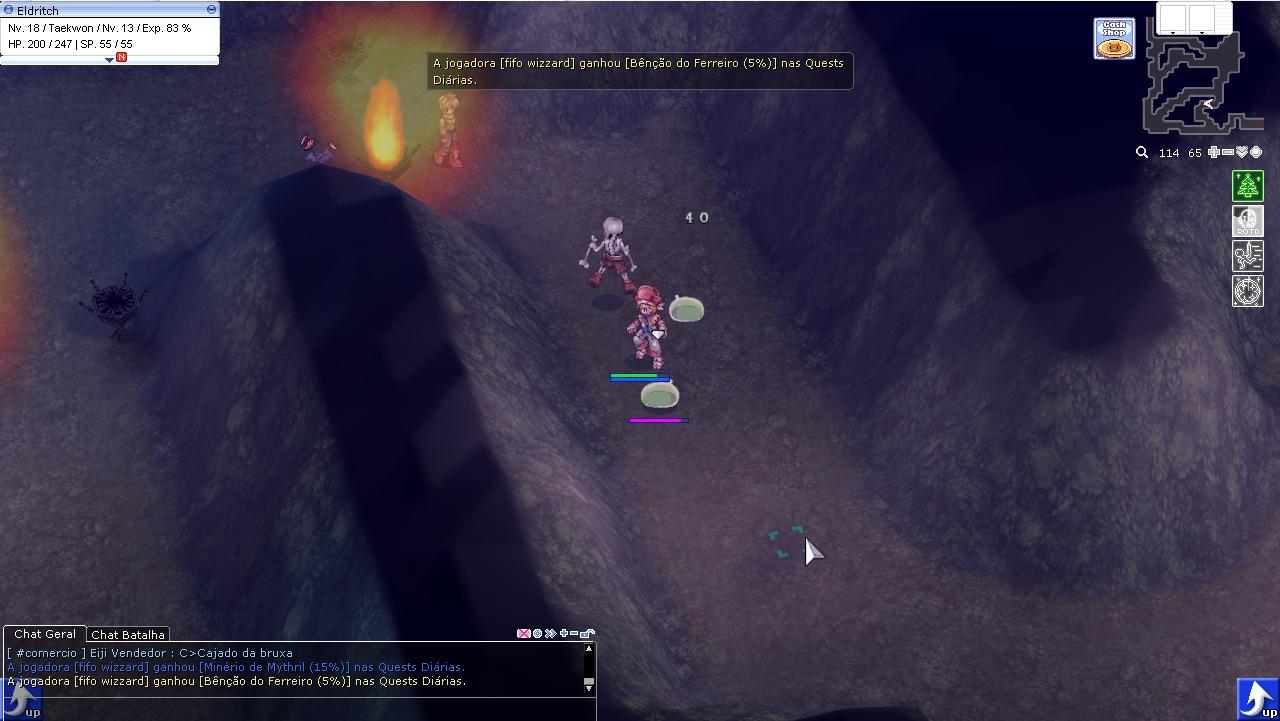 Eldritch
Nv. 18 / Taekwon / Nv. 13 / Exp. 83 %
HP. 200 / 247 | SP. 55 / 55
N
A jogadora [fifo wizzard] ganhou [Bênção do Ferreiro (5%)] nas Quests
Diárias.
Cash
Shop
114 65
ROTD
4 0
Chat Geral Chat Batalha
[ #comercio ] Eiji Vendedor : C>Cajado da bruxa
A jogadora [fifo wizzard] ganhou [Minério de Mythril (15%)] nas Quests Diárias.
A jogadora [fifo wizzard] ganhou [Bênção do Ferreiro (5%)] nas Quests Diárias.
up
up